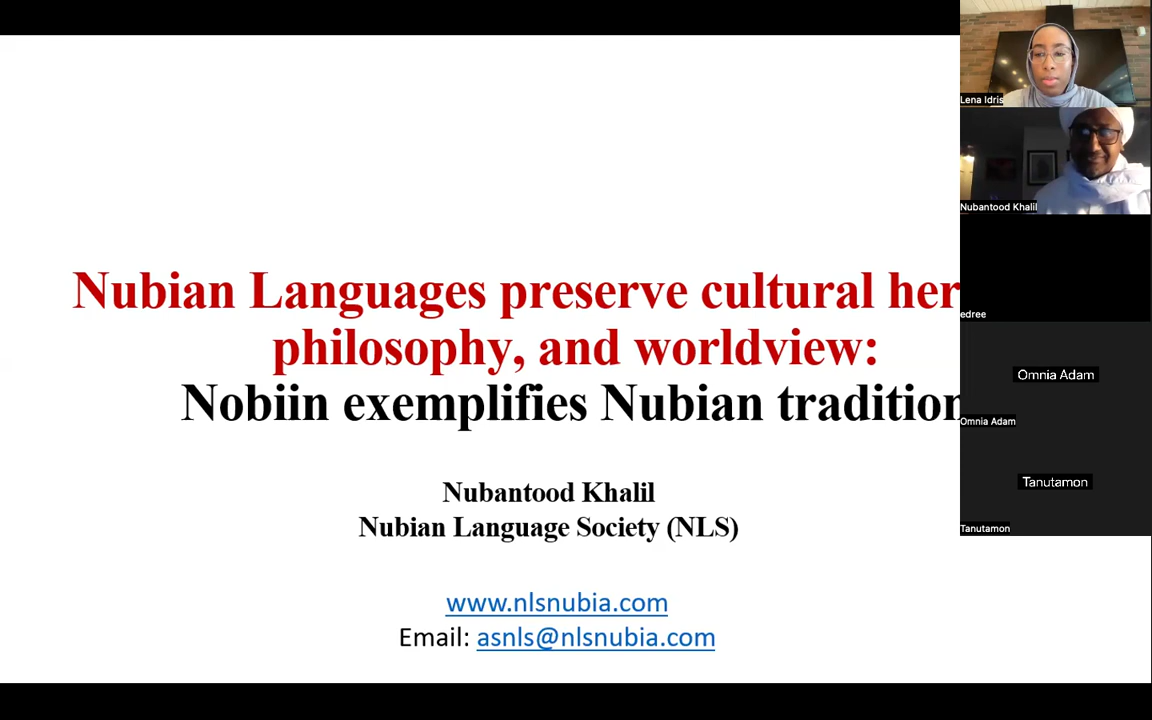 Nubian Languages preserve cultural her
philosophy, and worldview:
Nobiin exemplifies Nubian tradition
Nubantood Khalil
Nubian Language Society (NLS)
www.nlsnubia.com
Email: asnls@nlsnubia.com
Lena Idris
Nubantood Khalil
edree
Omnia Adam
Omnia Adam
Tanutamon
Tanutamon